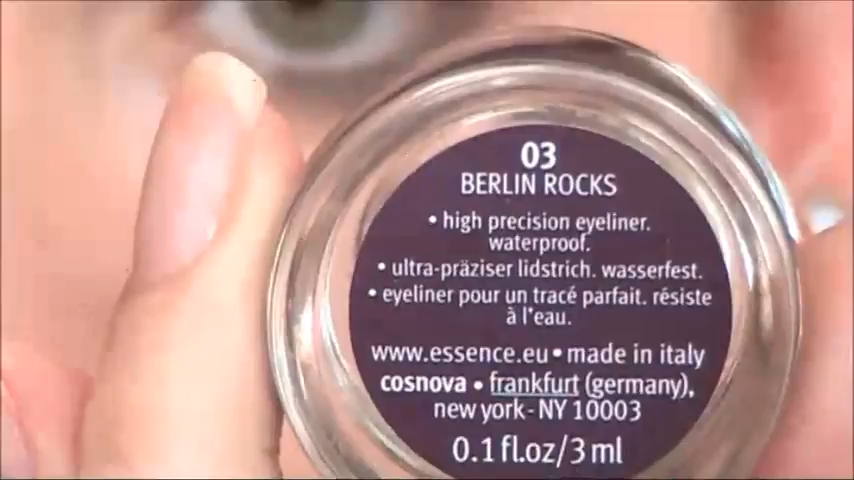 03
BERLIN ROCKS
• high precision eyeliner.
waterproof.
• ultra-präziser lidstrich. wasserfest.
• eyeliner pour un tracé parfait. résiste
à l'eau.
www.essence.eu • made in italy
cosnova • frankfurt (germany),
new york - NY 10003
0.1 fl.oz/3 ml